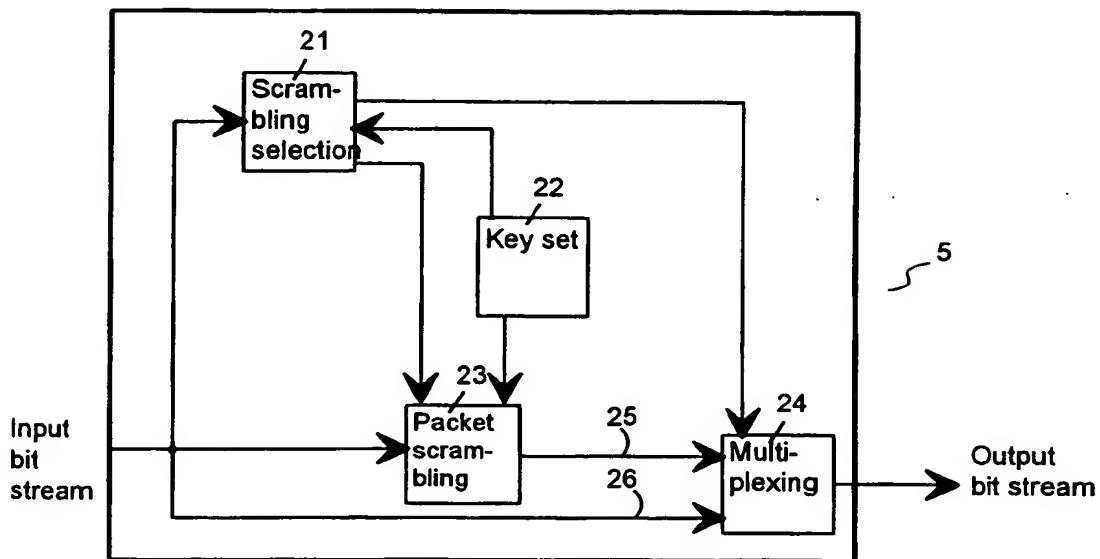 21
Scram-
bling
selection
22
Key set
5
23
Packet
scram-
bling
Input
bit
stream
25
26
24
Multi-
plexing
Output
bit stream